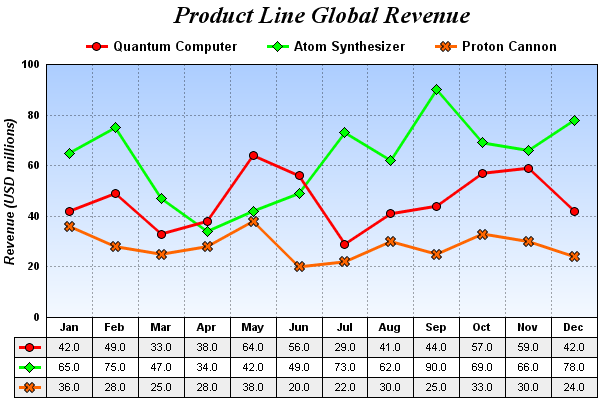 Product Line Global Revenue
Quantum Computer Atom Synthesizer Proton Cannon
Revenue (USD millions)
100
80
60
40
20
0
Jan Feb Mar Apr May Jun Jul Aug Sep Oct Nov Dec
42.0 49.0 33.0 38.0 64.0 56.0 29.0 41.0 44.0 57.0 59.0 42.0
65.0 75.0 47.0 34.0 42.0 49.0 73.0 62.0 90.0 69.0 66.0 78.0
36.0 28.0 25.0 28.0 38.0 20.0 22.0 30.0 25.0 33.0 30.0 24.0